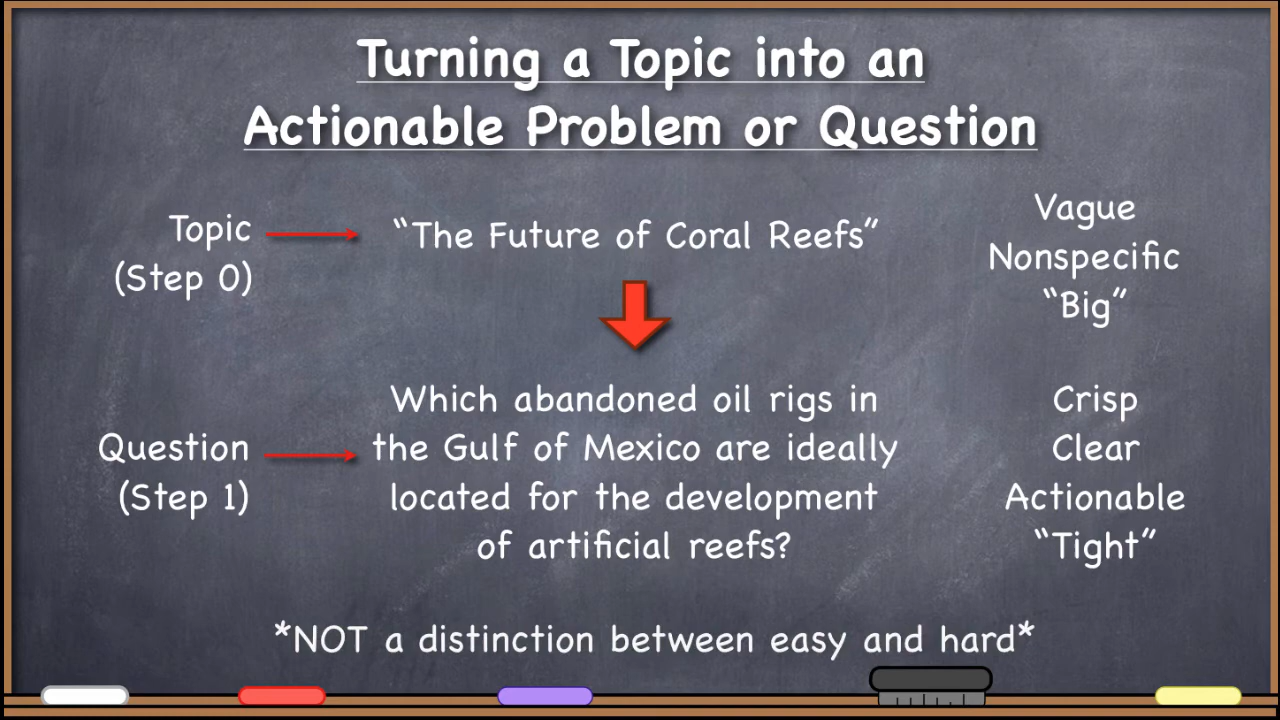 Turning a Topic into an
Actionable Problem or Question
Topic
(Step 0)
“The Future of Coral Reefs”
Vague
Nonspecific
“Big”
Question
(Step 1)
Which abandoned oil rigs in
the Gulf of Mexico are ideally
located for the development
of artificial reefs?
Crisp
Clear
Actionable
“Tight”
*NOT a distinction between easy and hard*